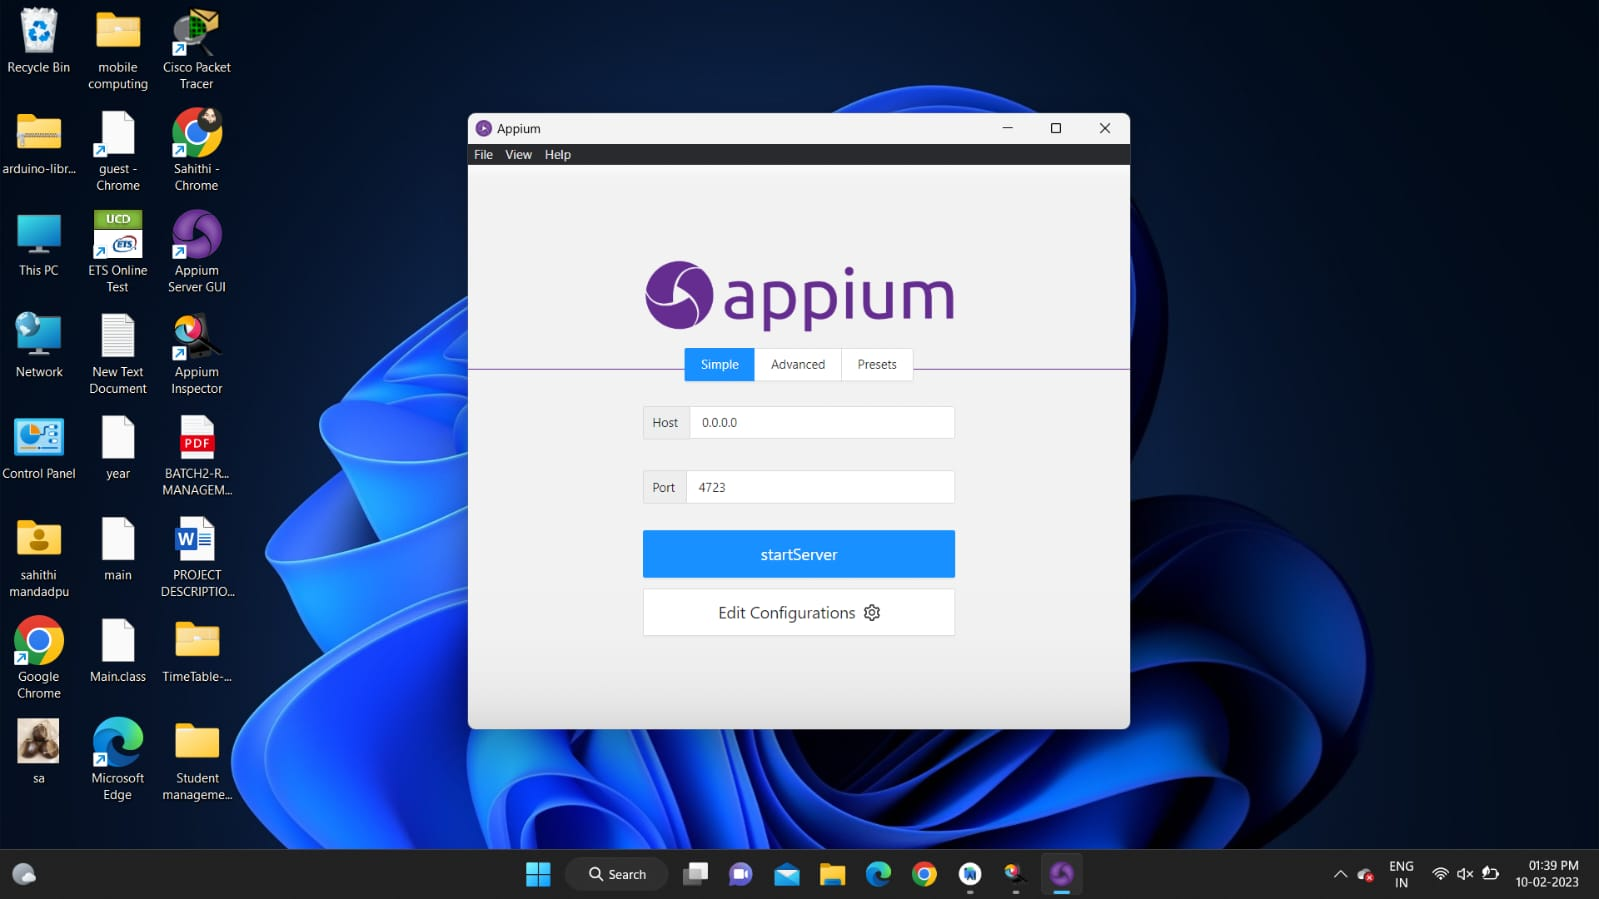 Recycle Bin
mobile
computing
Cisco Packet
Tracer
arduino-libr...
guest -
Chrome
Sahithi -
Chrome
This PC
UCD
ETS
ETS Online
Test
Appium
Server GUI
Network
New Text
Document
Appium
Inspector
Control Panel
year
PDF
BATCH2-R...
MANAGEM...
sahithi
mandadpu
main
W
PROJECT
DESCRIPTIO...
Google
Chrome
Main.class
TimeTable-...
sa
Microsoft
Edge
Student
manageme...
Appium
File View Help
appium
Simple Advanced Presets
Host 0.0.0.0
Port 4723
startServer
Edit Configurations
Search
ENG
IN
01:39 PM
10-02-2023